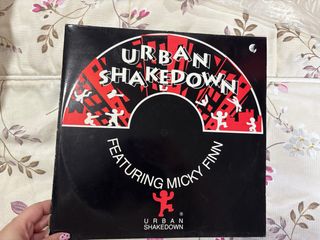 URBAN
SHAKEDOWN
FEATURING MICKY FINN
®
URBAN
SHAKEDOWN